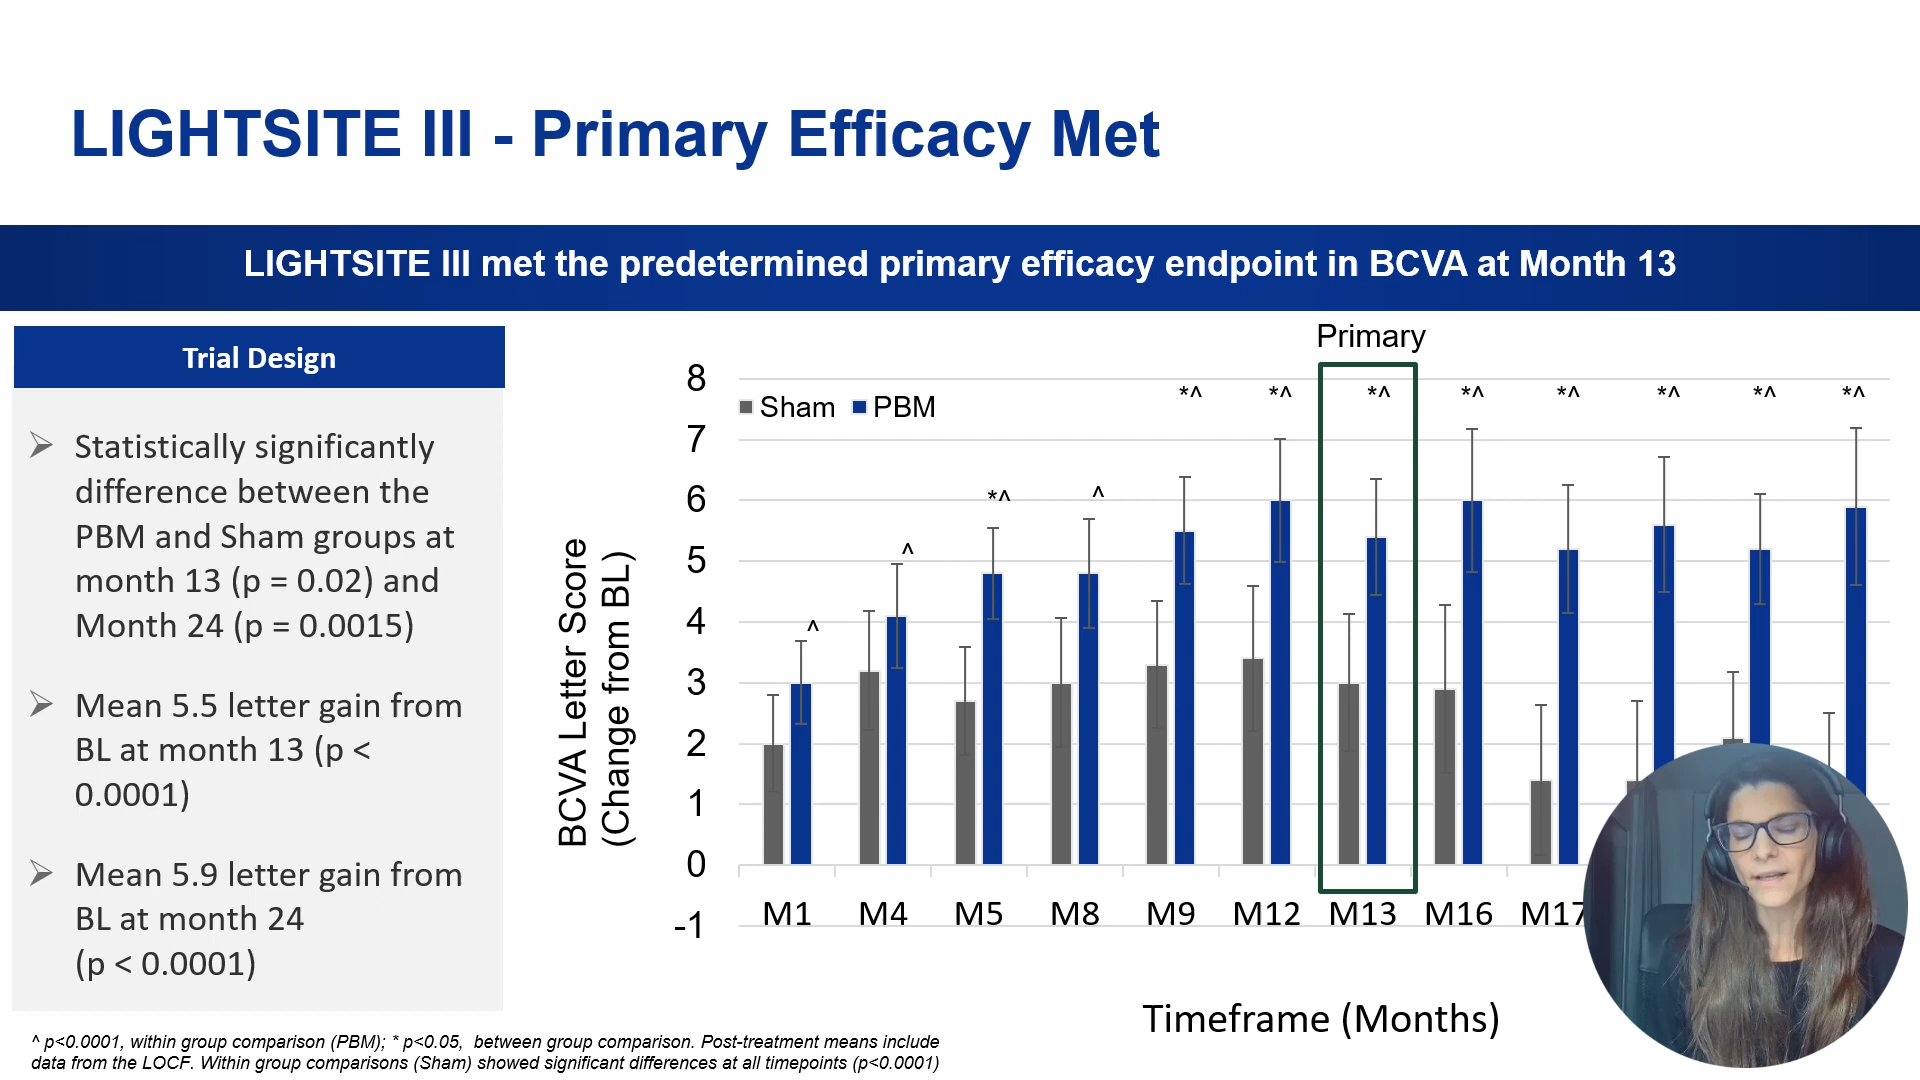 LIGHTSITE III - Primary Efficacy Met
LIGHTSITE III met the predetermined primary efficacy endpoint in BCVA at Month 13
Trial Design
➢ Statistically significantly
difference between the
PBM and Sham groups at
month 13 (p = 0.02) and
Month 24 (p = 0.0015)
➢ Mean 5.5 letter gain from
BL at month 13 (p <
0.0001)
➢ Mean 5.9 letter gain from
BL at month 24
(p < 0.0001)
Primary
Sham PBM
BCVA Letter Score
(Change from BL)
8
7
6
5
4
3
2
1
0
-1
^
^
*^
^
*^
*^
*^
*^
*^
*^
*^
*^
M1 M4 M5 M8 M9 M12 M13 M16 M17
Timeframe (Months)
^ p<0.0001, within group comparison (PBM); * p<0.05, between group comparison. Post-treatment means include
data from the LOCF. Within group comparisons (Sham) showed significant differences at all timepoints (p<0.0001)